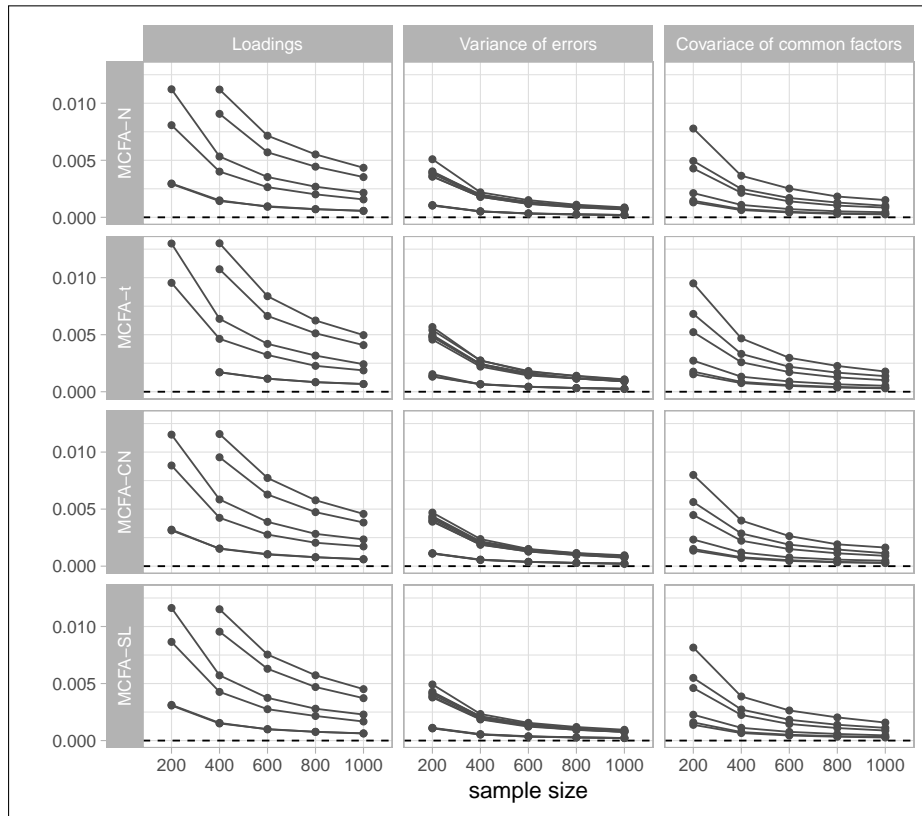 Loadings
Variance of errors
Covariace of common factors
MCFA−N
0.010
0.005
0.000
MCFA−t
0.010
0.005
0.000
MCFA−CN
0.010
0.005
0.000
MCFA−SL
0.010
0.005
0.000
200 400 600 800 1000
200 400 600 800 1000
200 400 600 800 1000
sample size